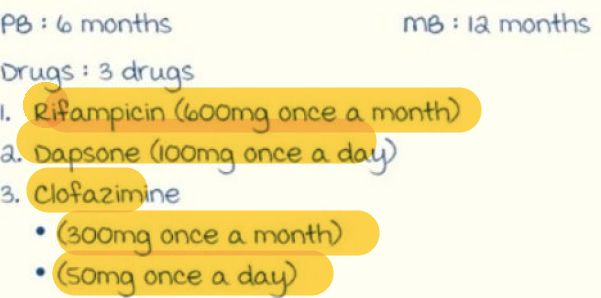 PB : 6 months MB : 12 months
Drugs : 3 drugs
1. Rifampicin (600mg once a month)
2. Dapsone (100mg once a day)
3. Clofazimine
• (300mg once a month)
• (50mg once a day)